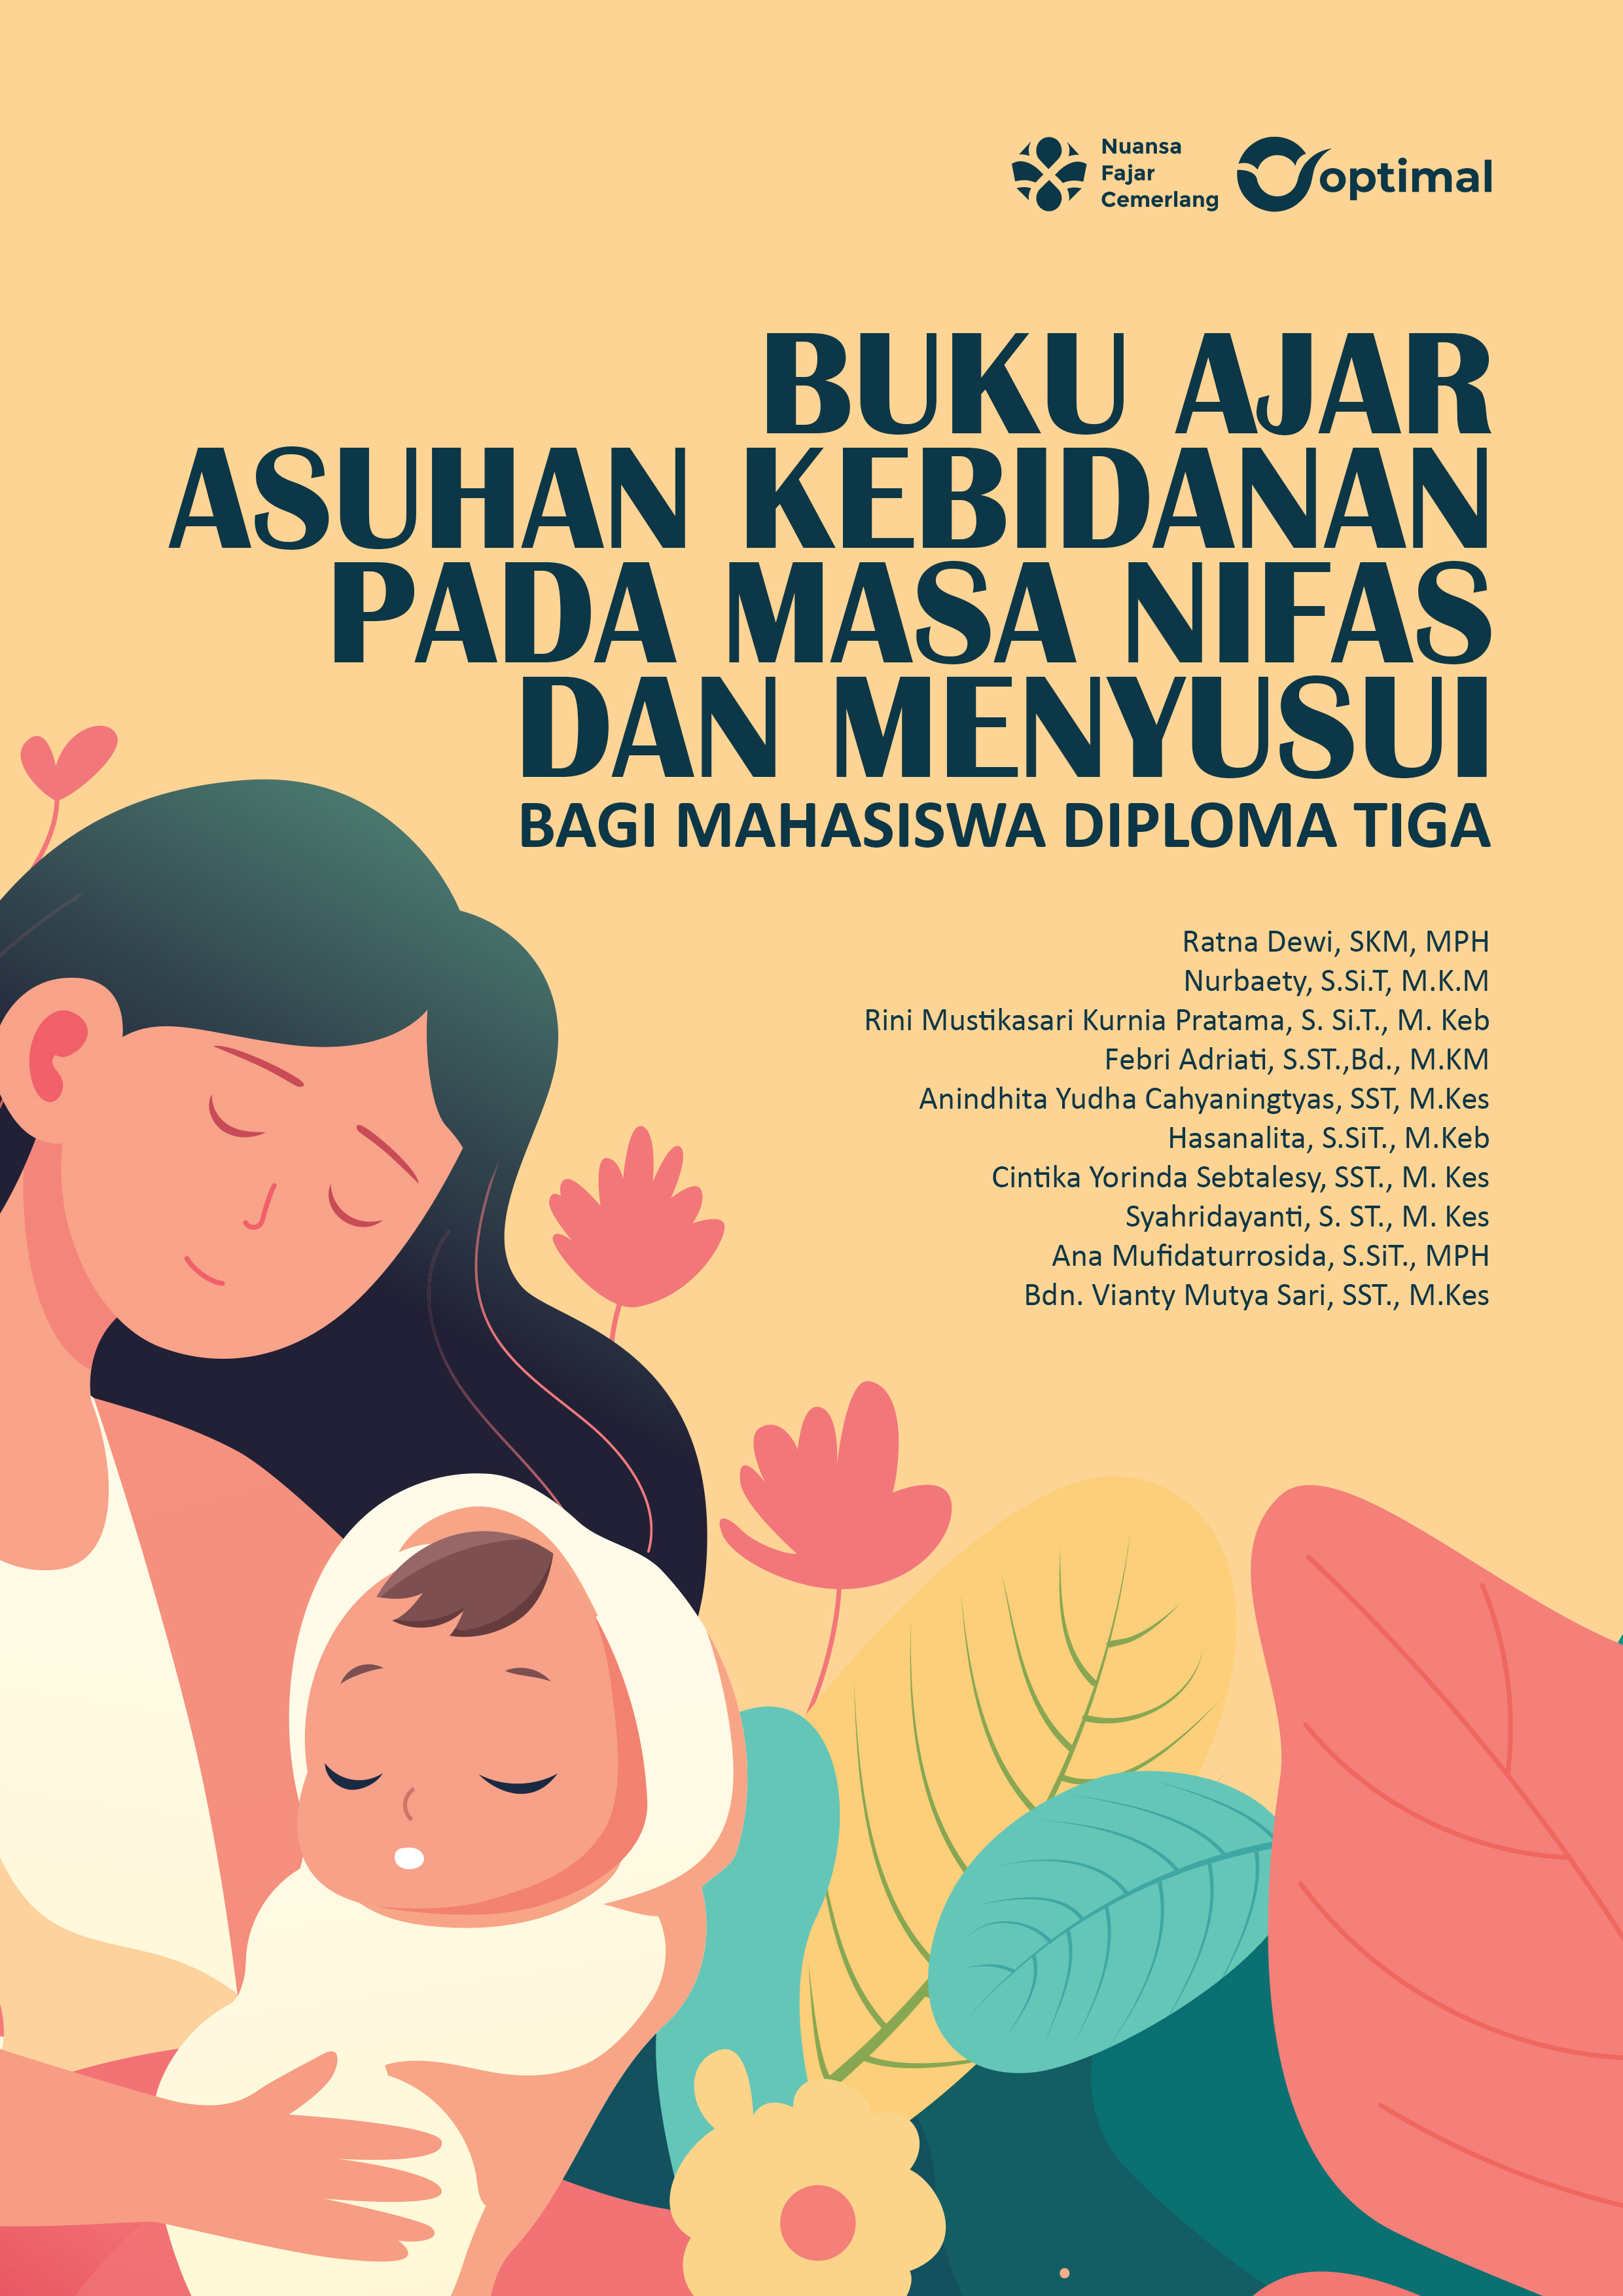 Nuansa
Fajar
Cemerlang
optimal
BUKU AJAR
ASUHAN KEBIDANAN
PADA MASA NIFAS
DAN MENYUSUI
BAGI MAHASISWA DIPLOMA TIGA
Ratna Dewi, SKM, MPH
Nurbaety, S.Si.T, M.K.M
Rini Mustikasari Kurnia Pratama, S. Si.T., M. Keb
Febri Adriati, S.ST.,Bd., M.KM
Anindhita Yudha Cahyaningtyas, SST, M.Kes
Hasanalita, S.SiT., M.Keb
Cintika Yorinda Sebtalesy, SST., M. Kes
Syahridayanti, S. ST., M. Kes
Ana Mufidaturrosida, S.SiT., MPH
Bdn. Vianty Mutya Sari, SST., M.Kes